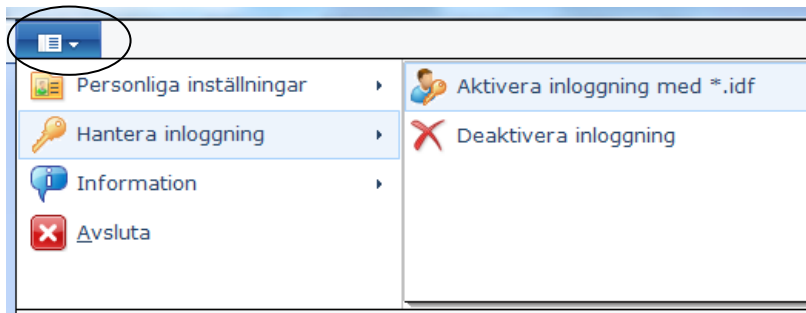 Personliga inställningar
Hantera inloggning
Information
Avsluta
Aktivera inloggning med *.idf
Deaktivera inloggning